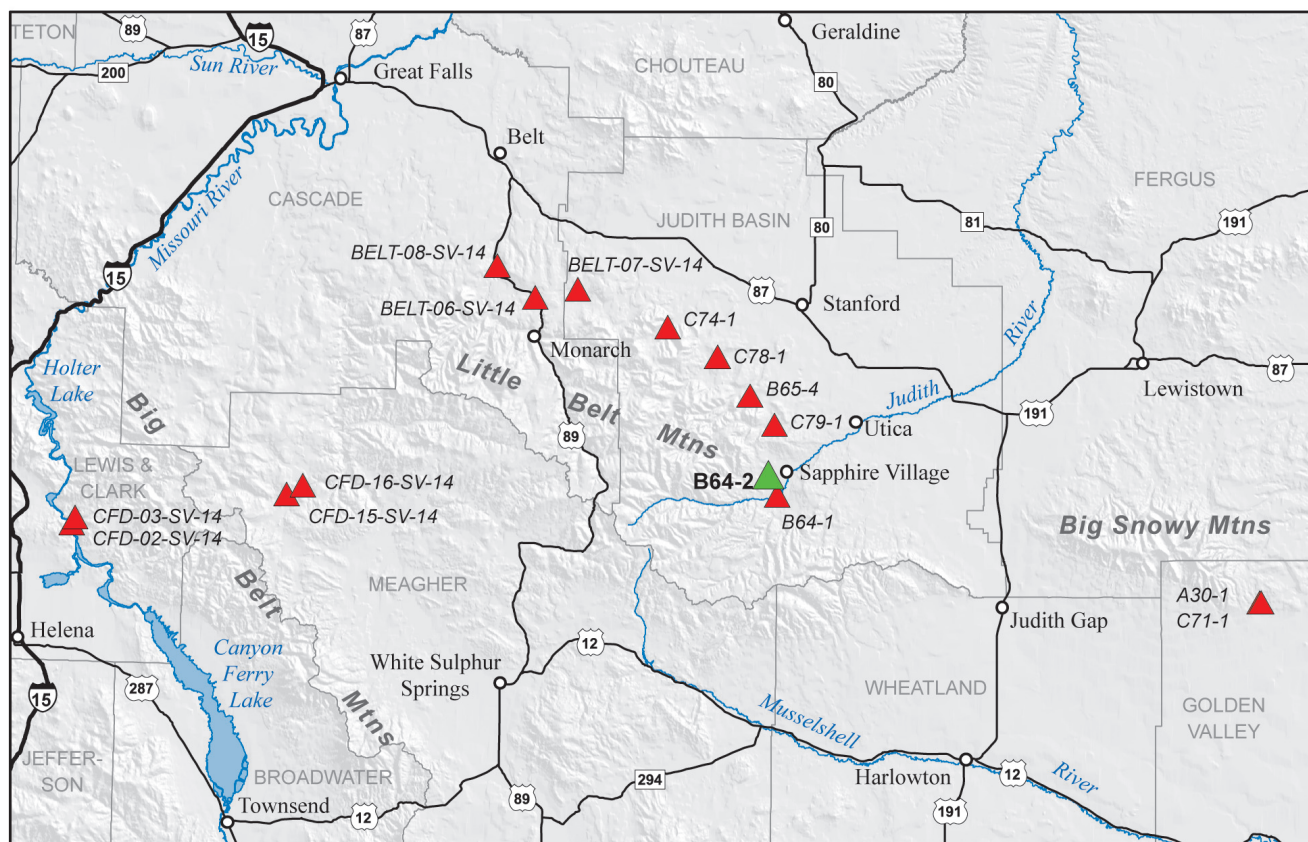 TETON
89
15
87
Geraldine
Sun River
200
Great Falls
CHOUTEAU
80
Belt
Missouri River
CASCADE
FERGUS
JUDITH BASIN
81
191
80
BELT-08-SV-14
BELT-07-SV-14
15
87
Stanford
BELT-06-SV-14
C74-1
River
Monarch
C78-1
Holter
Lake
Little
Lewistown
87
Big
B65-4
Judith
Belt
191
C79-1
Utica
89
Mtns
LEWIS &
CLARK
CFD-16-SV-14
B64-2
Sapphire Village
CFD-03-SV-14
CFD-15-SV-14
B64-1
CFD-02-SV-14
Big Snowy Mtns
Belt
MEAGHER
A30-1
C71-1
Judith Gap
Helena
Canyon
Ferry
Lake
12
White Sulphur
Springs
287
15
WHEATLAND
Mtns
Musselshell
GOLDEN
VALLEY
JEFFER-
SON
Harlowton
BROADWATER
294
12
River
Townsend
12
89
191